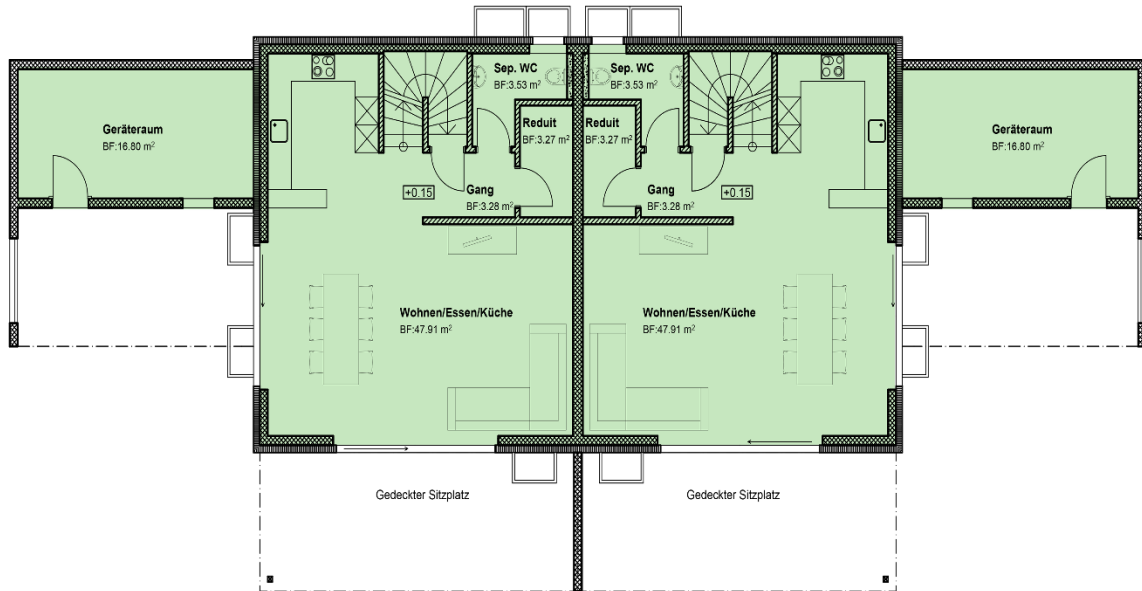 Sep. WC
BF:3.53 m²
Sep. WC
BF:3.53 m²
Geräteraum
BF:16.80 m²
Reduit
BF:3.27 m²
Reduit
BF:3.27 m²
Geräteraum
BF:16.80 m²
+0.15
Gang
BF:3.28 m²
Gang
BF:3.28 m²
+0.15
Wohnen/Essen/Küche
BF:47.91 m²
Wohnen/Essen/Küche
BF:47.91 m²
Gedeckter Sitzplatz
Gedeckter Sitzplatz